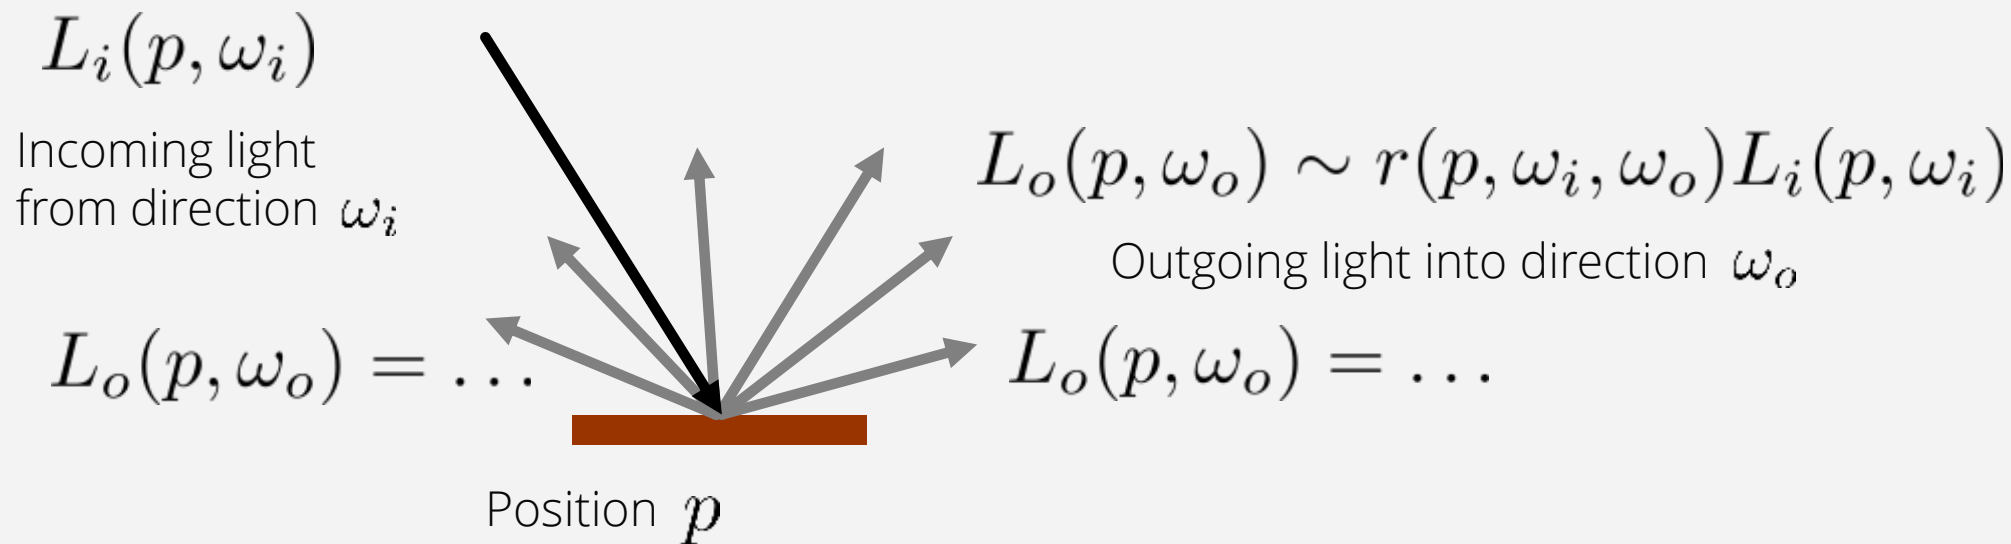 L_i(p, ω_i)
Incoming light
from direction ω_i
L_o(p, ω_o) ∼ r(p, ω_i, ω_o)L_i(p, ω_i)
Outgoing light into direction ω_o
L_o(p, ω_o) = ...
L_o(p, ω_o) = ...
Position p